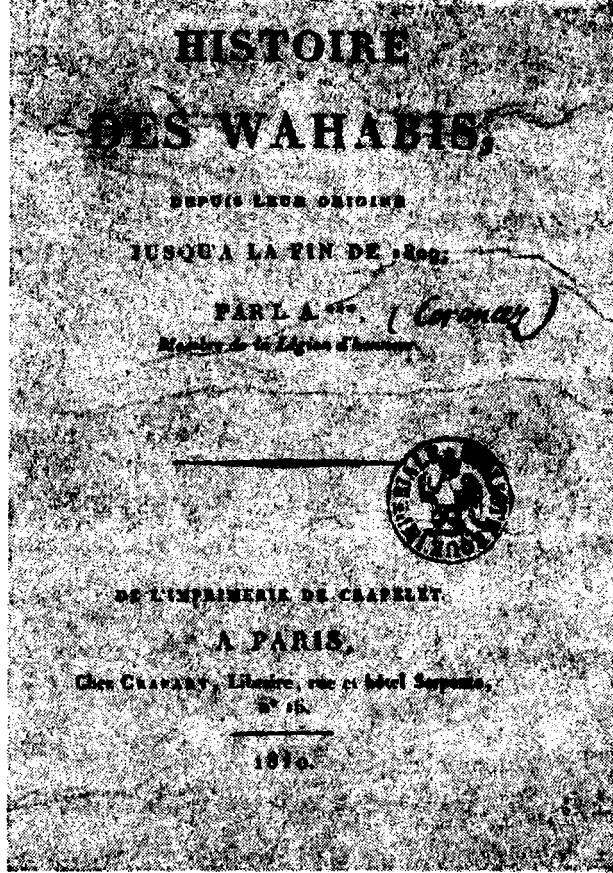 HISTOIRE
DES WAHABIS,
DEPUIS LEUR ORIGINE
JUSQU'A LA FIN DE 1809;
PAR L. A. ***,
(Corancez)
Membre de la Légion d'honneur.
DE L'IMPRIMERIE DE CRAPELET.
A PARIS,
Chez CRAPART, Libraire, rue et hôtel Serpente,
n° 16.
1810.